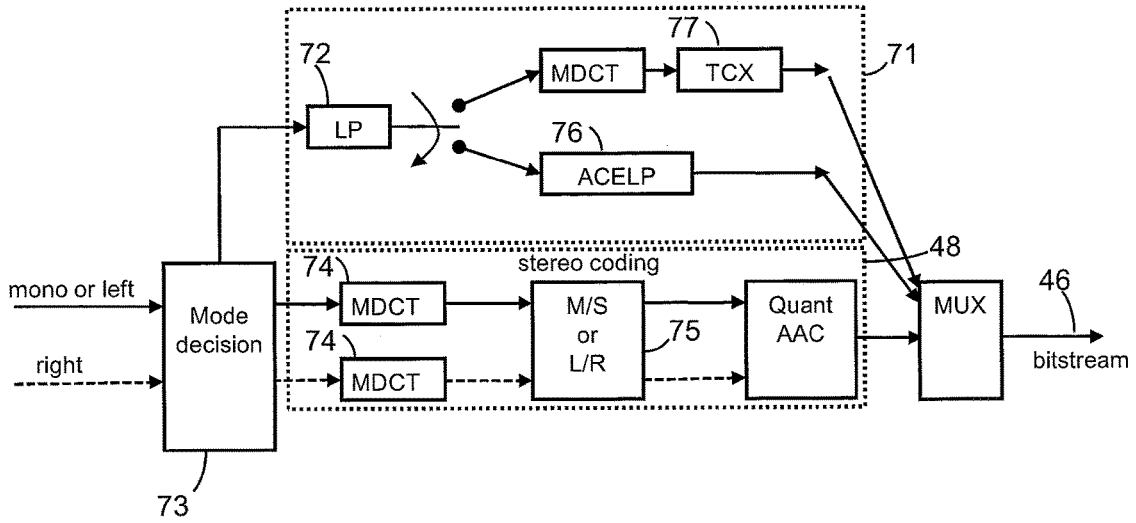 77
72
MDCT
TCX
71
LP
76
ACELP
48
74
stereo coding
mono or left
MDCT
M/S
or
L/R
Quant
AAC
MUX
46
Mode
decision
74
75
right
MDCT
bitstream
73